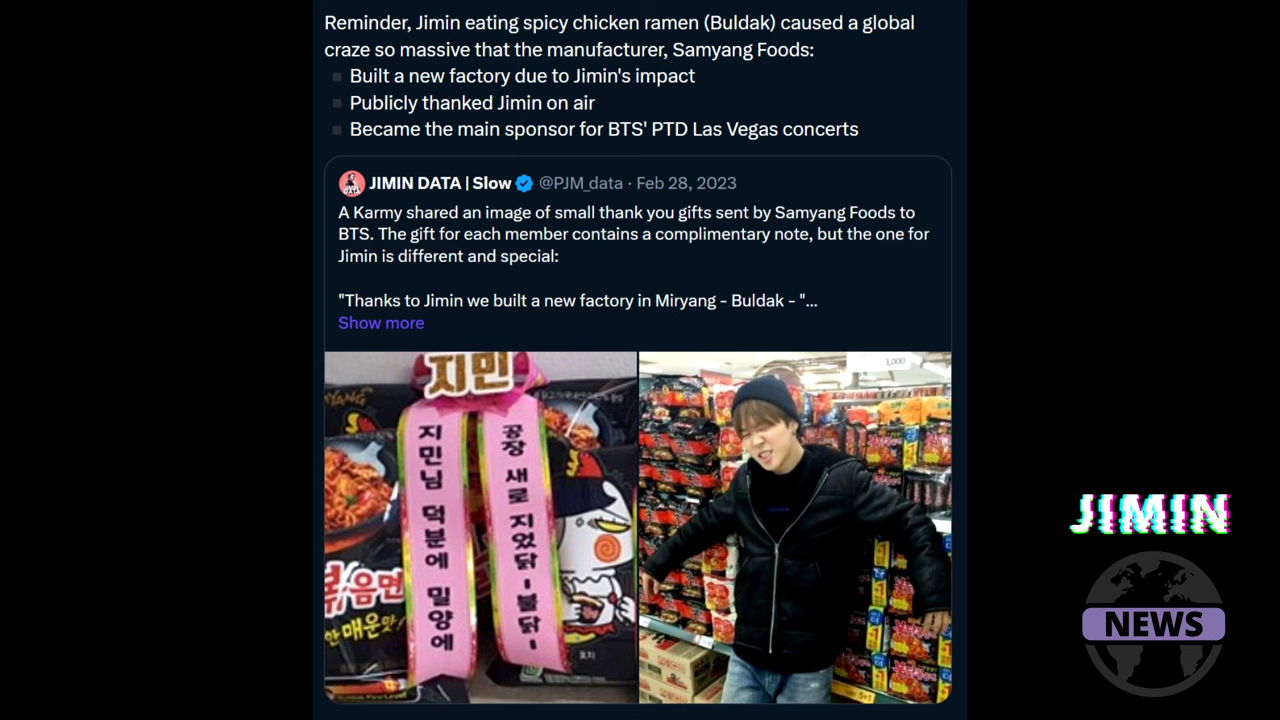 Reminder, Jimin eating spicy chicken ramen (Buldak) caused a global
craze so massive that the manufacturer, Samyang Foods:
Built a new factory due to Jimin's impact
Publicly thanked Jimin on air
Became the main sponsor for BTS' PTD Las Vegas concerts
JIMIN DATA | Slow @PJM_data · Feb 28, 2023
A Karmy shared an image of small thank you gifts sent by Samyang Foods to
BTS. The gift for each member contains a complimentary note, but the one for
Jimin is different and special:
"Thanks to Jimin we built a new factory in Miryang - Buldak - "...
Show more
지민
지민님 덕분에 밀양에
공장 새로 지었닭-불닭-
볶음면
매운맛!
3,000
JIMIN
NEWS